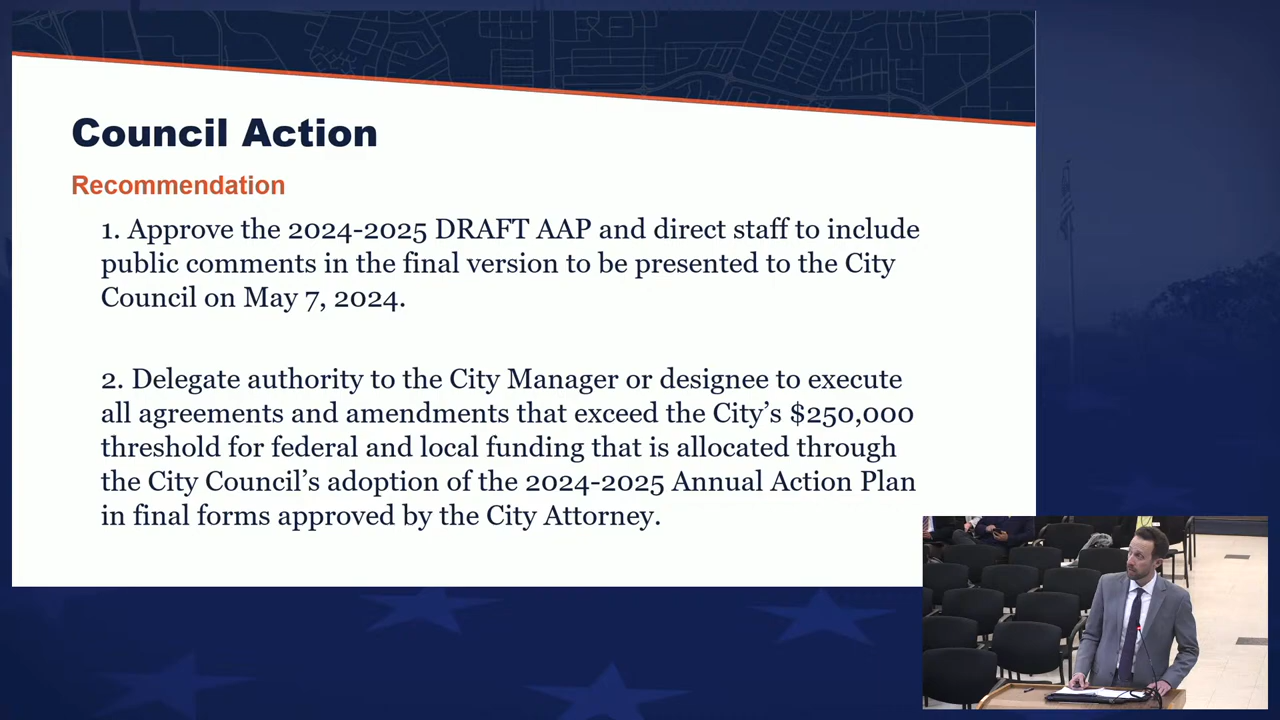 Council Action
Recommendation
1. Approve the 2024-2025 DRAFT AAP and direct staff to include
public comments in the final version to be presented to the City
Council on May 7, 2024.
2. Delegate authority to the City Manager or designee to execute
all agreements and amendments that exceed the City’s $250,000
threshold for federal and local funding that is allocated through
the City Council’s adoption of the 2024-2025 Annual Action Plan
in final forms approved by the City Attorney.